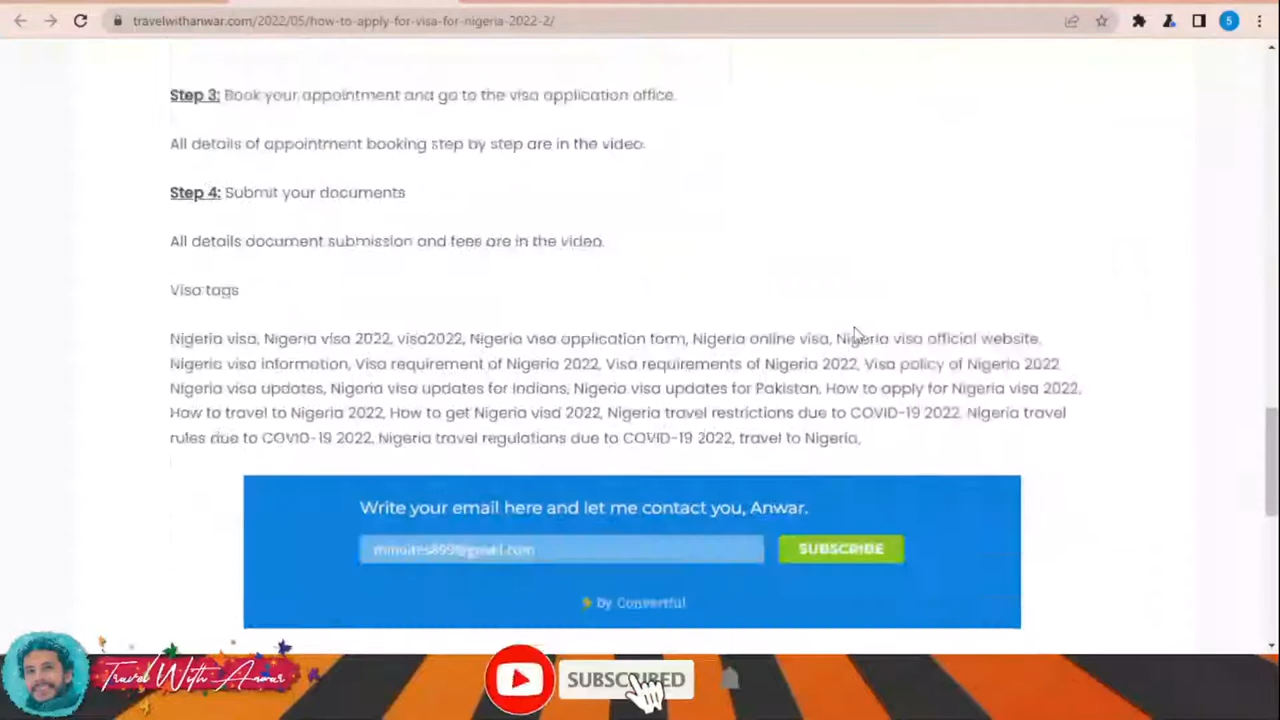 travelwithanwar.com/2022/05/how-to-apply-for-visa-for-nigeria-2022-2/
5
Step 3: Book your appointment and go to the visa application office.
All details of appointment booking step by step are in the video.
Step 4: Submit your documents
All details document submission and fees are in the video.
Visa tags
Nigeria visa, Nigeria visa 2022, visa2022, Nigeria visa application form, Nigeria online visa, Nigeria visa official website,
Nigeria visa information, Visa requirement of Nigeria 2022, Visa requirements of Nigeria 2022, Visa policy of Nigeria 2022
Nigeria visa updates, Nigeria visa updates for Indians, Nigeria visa updates for Pakistan, How to apply for Nigeria visa 2022,
How to travel to Nigeria 2022, How to get Nigeria visa 2022, Nigeria travel restrictions due to COVID-19 2022, Nigeria travel
rules due to COVID-19 2022, Nigeria travel regulations due to COVID-19 2022, travel to Nigeria,
Write your email here and let me contact you, Anwar.
SUBSCRIBE
by Convertful
Travel With Anwar
SUBSCRIBED